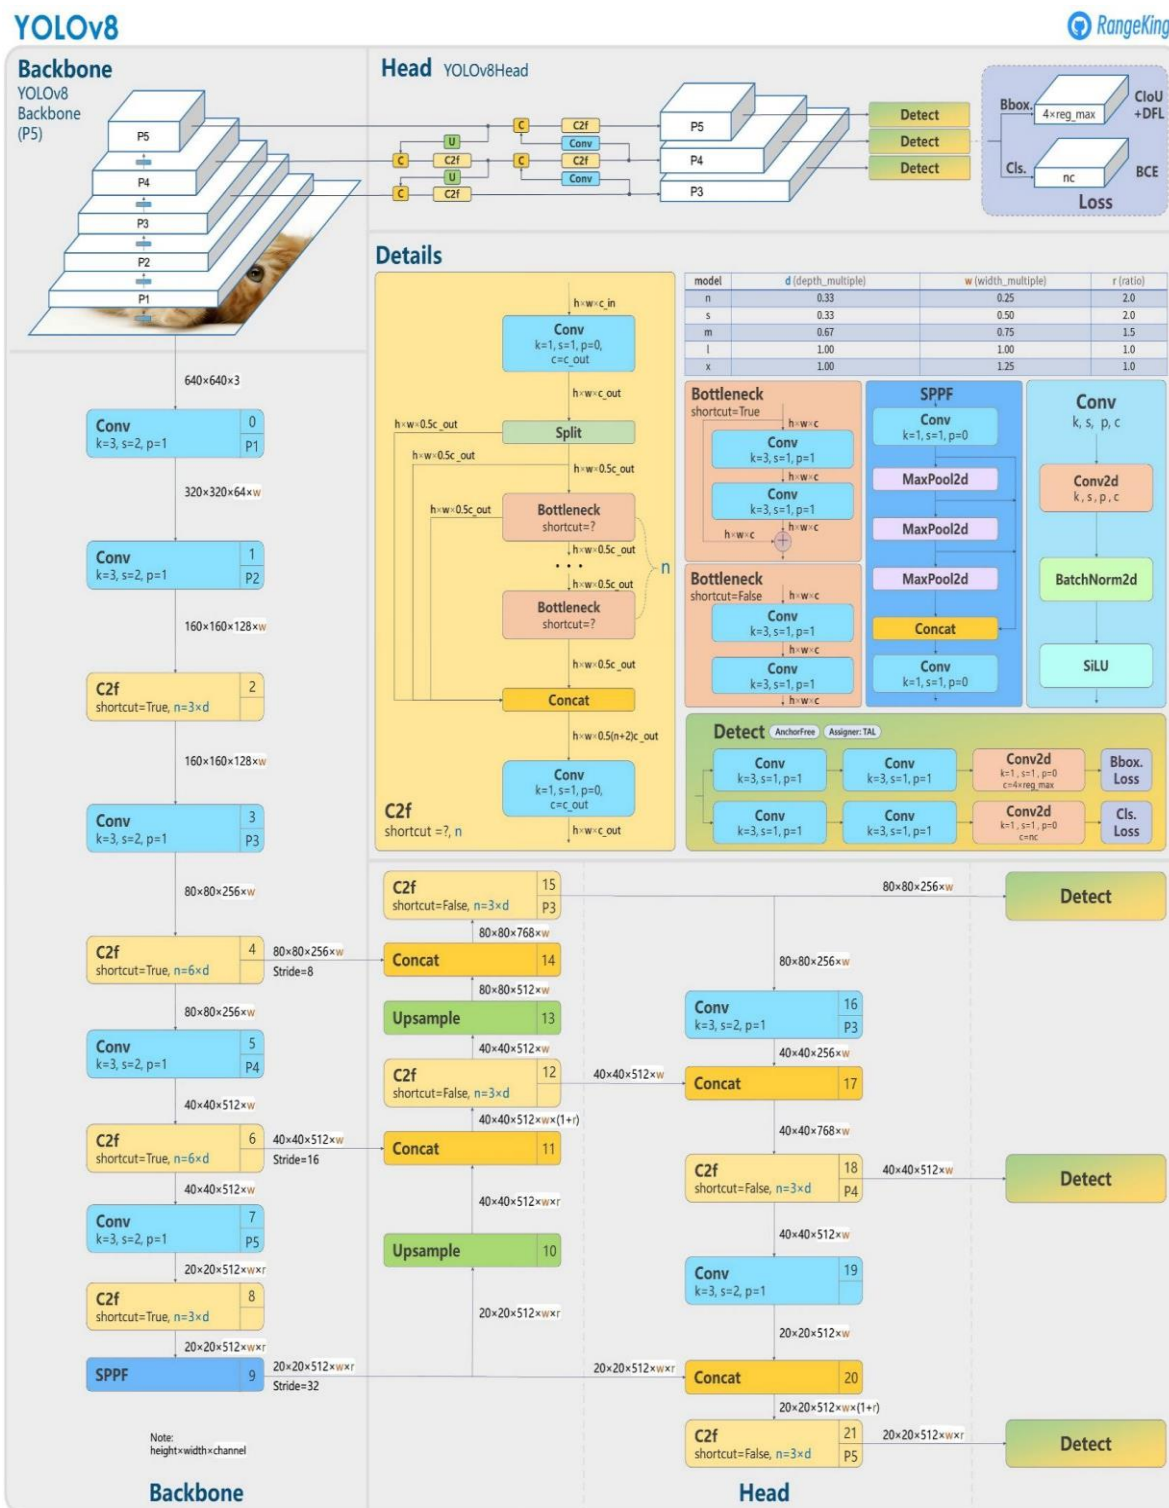 YOLOv8
RangeKing
Backbone
YOLOv8
Backbone
(P5)
P5
P4
P3
P2
P1
Head YOLOv8Head
C
C2f
U
Conv
C
C2f
C
C2f
U
Conv
C
C2f
P5
P4
P3
Detect
Detect
Detect
Bbox.
4×reg_max
CIoU
+DFL
Cls.
nc
BCE
Loss
Details
h×w×c_in
Conv
k=1, s=1, p=0,
c=c_out
h×w×c_out
h×w×0.5c_out
Split
h×w×0.5c_out
h×w×0.5c_out
h×w×0.5c_out
Bottleneck
shortcut=?
h×w×0.5c_out
...
n
h×w×0.5c_out
Bottleneck
shortcut=?
h×w×0.5c_out
Concat
h×w×0.5(n+2)c_out
Conv
k=1, s=1, p=0,
c=c_out
C2f
shortcut =?, n
h×w×c_out
model d (depth_multiple) w (width_multiple) r (ratio)
n 0.33 0.25 2.0
s 0.33 0.50 2.0
m 0.67 0.75 1.5
l 1.00 1.00 1.0
x 1.00 1.25 1.0
Bottleneck
shortcut=True
h×w×c
Conv
k=3, s=1, p=1
h×w×c
Conv
k=3, s=1, p=1
h×w×c
h×w×c
+
Bottleneck
shortcut=False
h×w×c
Conv
k=3, s=1, p=1
h×w×c
Conv
k=3, s=1, p=1
h×w×c
SPPF
Conv
k=1, s=1, p=0
MaxPool2d
MaxPool2d
MaxPool2d
Concat
Conv
k=1, s=1, p=0
Conv
k, s, p, c
Conv2d
k, s, p, c
BatchNorm2d
SiLU
Detect AnchorFree Assigner: TAL
Conv
k=3, s=1, p=1
Conv
k=3, s=1, p=1
Conv2d
k=1, s=1, p=0
c=4×reg_max
Bbox.
Loss
Conv
k=3, s=1, p=1
Conv
k=3, s=1, p=1
Conv2d
k=1, s=1, p=0
c=nc
Cls.
Loss
640×640×3
Conv 0
k=3, s=2, p=1 P1
320×320×64×w
Conv 1
k=3, s=2, p=1 P2
160×160×128×w
C2f 2
shortcut=True, n=3×d
160×160×128×w
Conv 3
k=3, s=2, p=1 P3
80×80×256×w
C2f 4
shortcut=True, n=6×d
80×80×256×w
Stride=8
80×80×256×w
Conv 5
k=3, s=2, p=1 P4
40×40×512×w
C2f 6
shortcut=True, n=6×d
40×40×512×w
Stride=16
40×40×512×w
Conv 7
k=3, s=2, p=1 P5
20×20×512×w×r
C2f 8
shortcut=True, n=3×d
20×20×512×w×r
SPPF 9
20×20×512×w×r
Stride=32
Note:
height×width×channel
Backbone
C2f 15
shortcut=False, n=3×d P3
80×80×768×w
Concat 14
80×80×512×w
Upsample 13
40×40×512×w
C2f 12
shortcut=False, n=3×d
40×40×512×w
40×40×512×w×(1+r)
Concat 11
40×40×512×w×r
Upsample 10
20×20×512×w×r
80×80×256×w
Detect
80×80×256×w
Conv 16
k=3, s=2, p=1 P3
40×40×256×w
Concat 17
40×40×768×w
C2f 18
shortcut=False, n=3×d P4
40×40×512×w
Detect
40×40×512×w
Conv 19
k=3, s=2, p=1
20×20×512×w
20×20×512×w×r
Concat 20
20×20×512×w×(1+r)
C2f 21
shortcut=False, n=3×d P5
20×20×512×w×r
Detect
Head